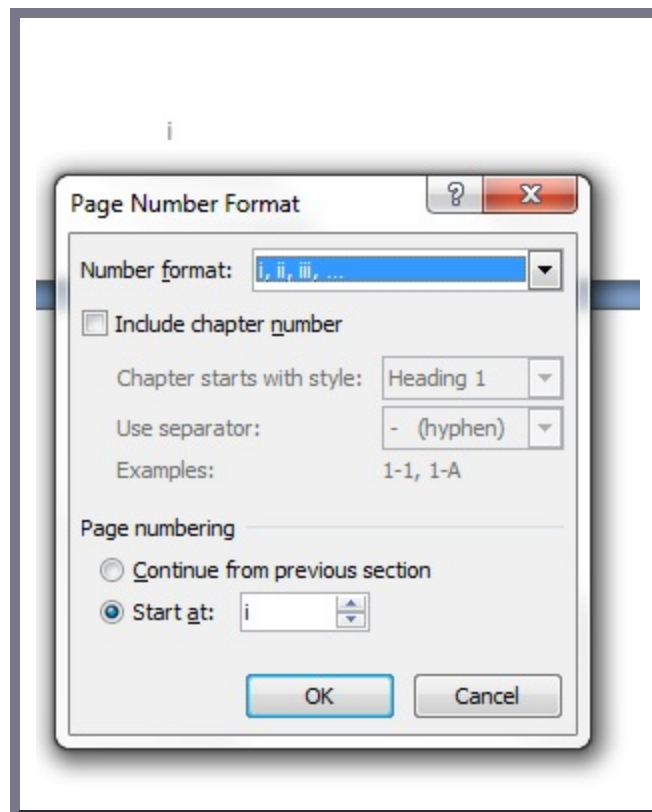 i
Page Number Format
?
Number format: i, ii, iii, ...
Include chapter number
Chapter starts with style: Heading 1
Use separator: - (hyphen)
Examples: 1-1, 1-A
Page numbering
Continue from previous section
Start at: i
OK Cancel